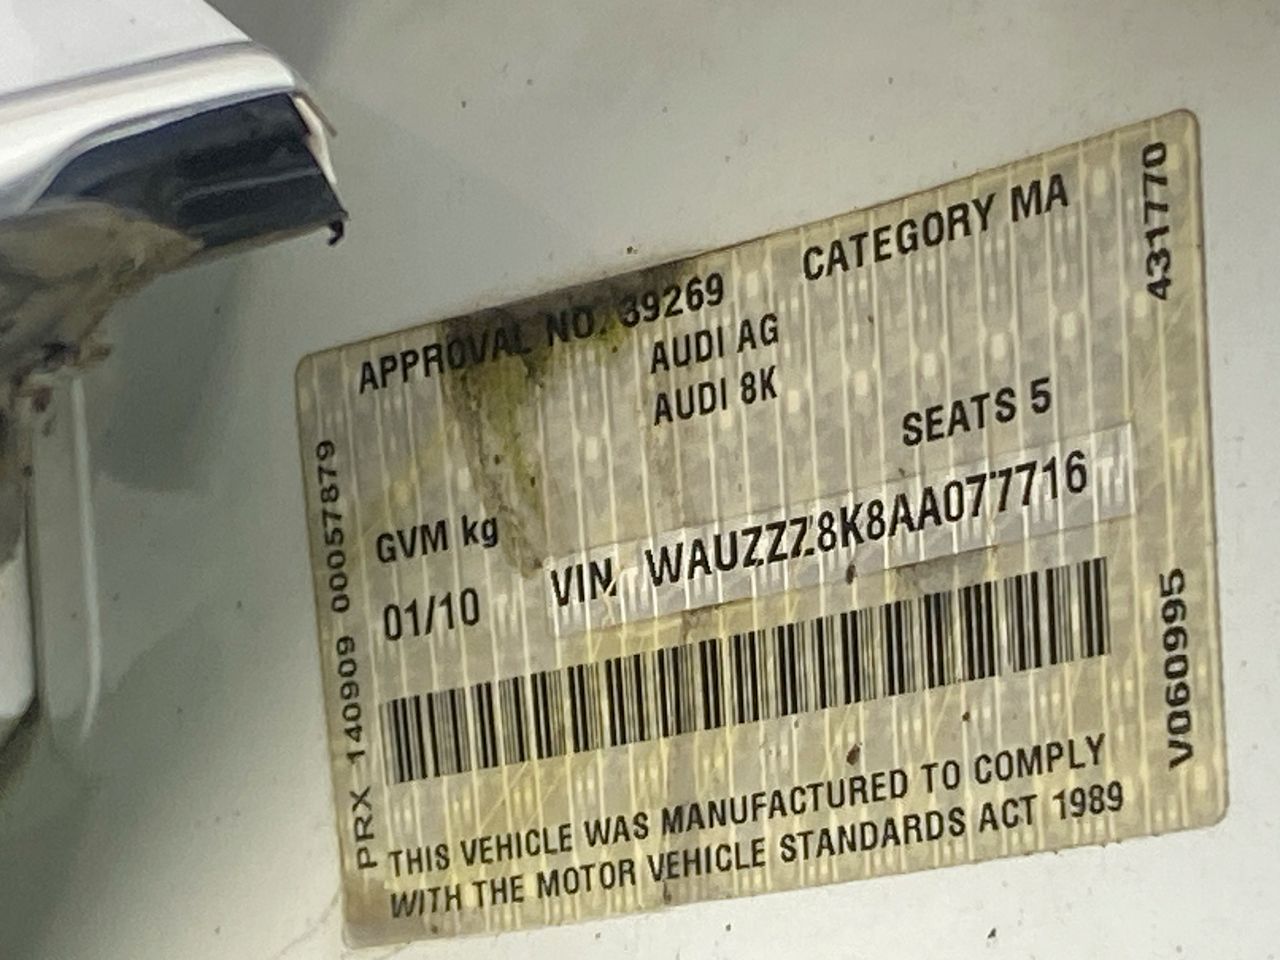 APPROVAL NO. 39269 CATEGORY MA
AUDI AG
AUDI 8K
SEATS 5
GVM kg
01/10 VIN WAUZZZ8K8AA077716
THIS VEHICLE WAS MANUFACTURED TO COMPLY
WITH THE MOTOR VEHICLE STANDARDS ACT 1989
PRX 140909 00057879
431770
V060995